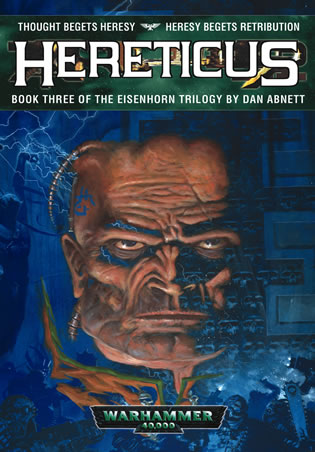 THOUGHT BEGETS HERESY HERESY BEGETS RETRIBUTION
HERETICUS
BOOK THREE OF THE EISENHORN TRILOGY BY DAN ABNETT
WARHAMMER
40,000